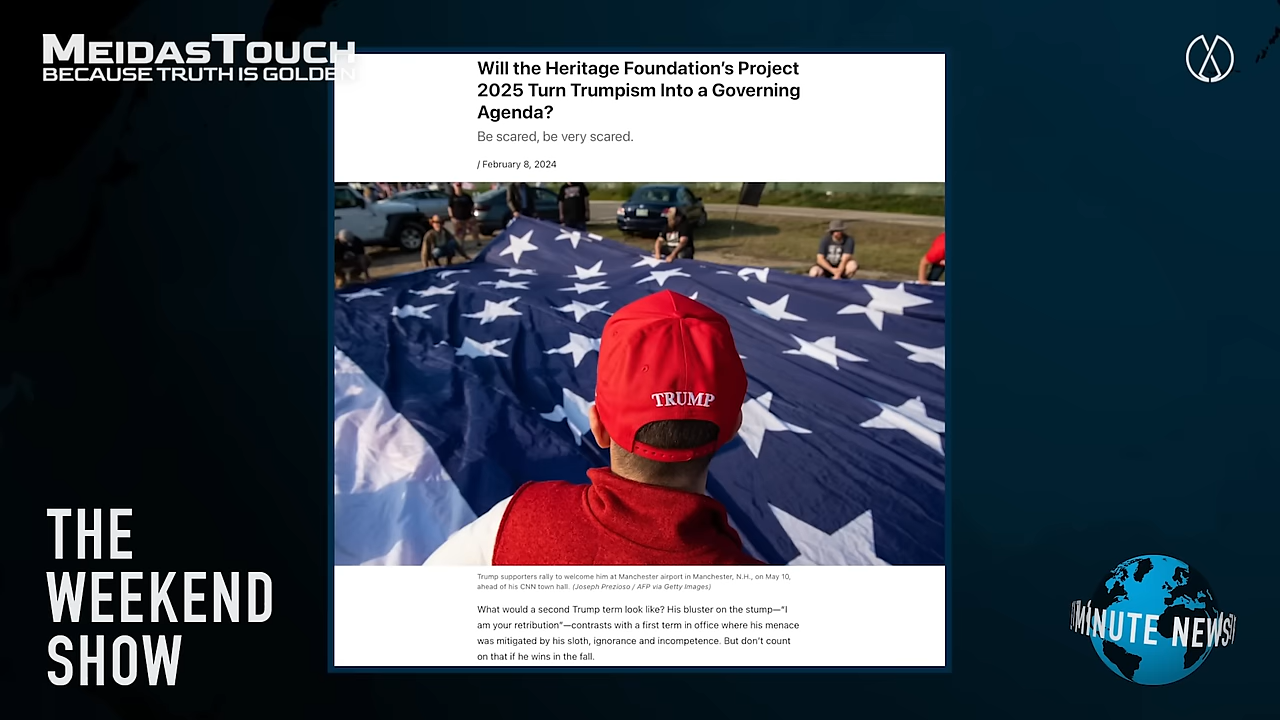 MEIDASTOUCH
BECAUSE TRUTH IS GOLDEN
Will the Heritage Foundation's Project
2025 Turn Trumpism Into a Governing
Agenda?
Be scared, be very scared.
/ February 8, 2024
TRUMP
Trump supporters rally to welcome him at Manchester airport in Manchester, N.H., on May 10,
ahead of his CNN town hall. (Joseph Prezioso / AFP via Getty Images)
What would a second Trump term look like? His bluster on the stump—"I
am your retribution"—contrasts with a first term in office where his menace
was mitigated by his sloth, ignorance and incompetence. But don't count
on that if he wins in the fall.
THE
WEEKEND
SHOW
MINUTE NEWS